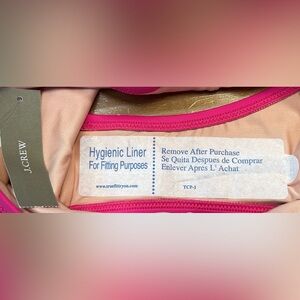 J.CREW
Hygienic Liner
For Fitting Purposes
www.truefityou.com
Remove After Purchase
Se Quita Despues de Comprar
Enlever Apres L' Achat
TCP-1